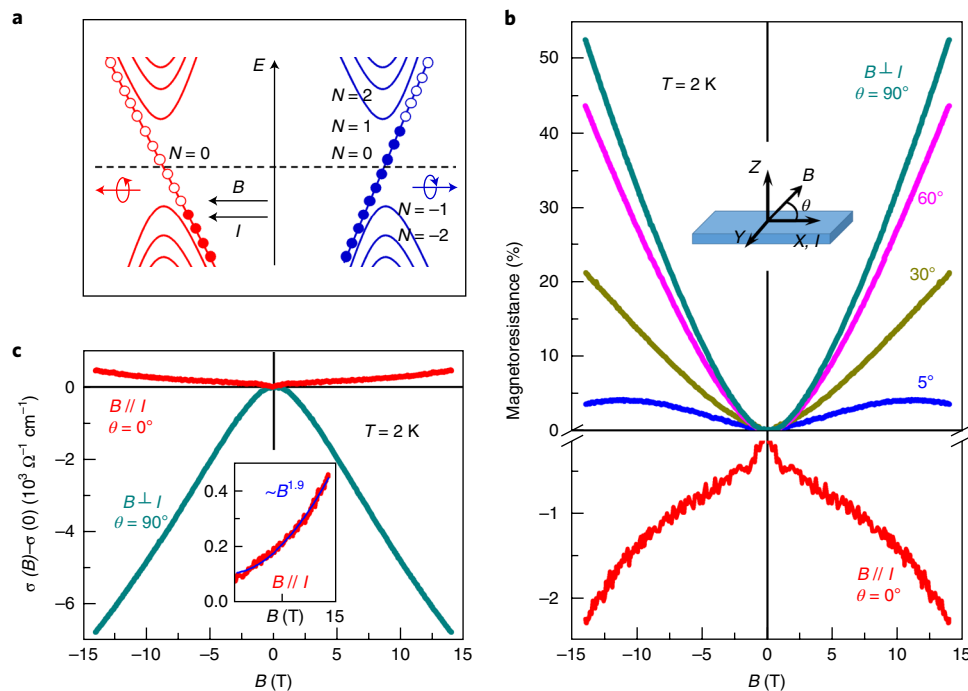 a
E
N = 2
N = 1
N = 0
N = 0
B
I
N = −1
N = −2
b
50
40
30
20
10
0
−1
−2
Magnetoresistance (%)
T = 2 K
B ⊥ I
θ = 90°
60°
30°
5°
Z
B
θ
Y
X, I
B // I
θ = 0°
−15
−10
−5
0
5
10
15
B (T)
c
0
−2
−4
−6
σ (B)–σ (0) (10³ Ω⁻¹ cm⁻¹)
B // I
θ = 0°
T = 2 K
B ⊥ I
θ = 90°
0.4
0.2
0.0
~B¹·⁹
B // I
B (T)
15
−15
−10
−5
0
5
10
15
B (T)